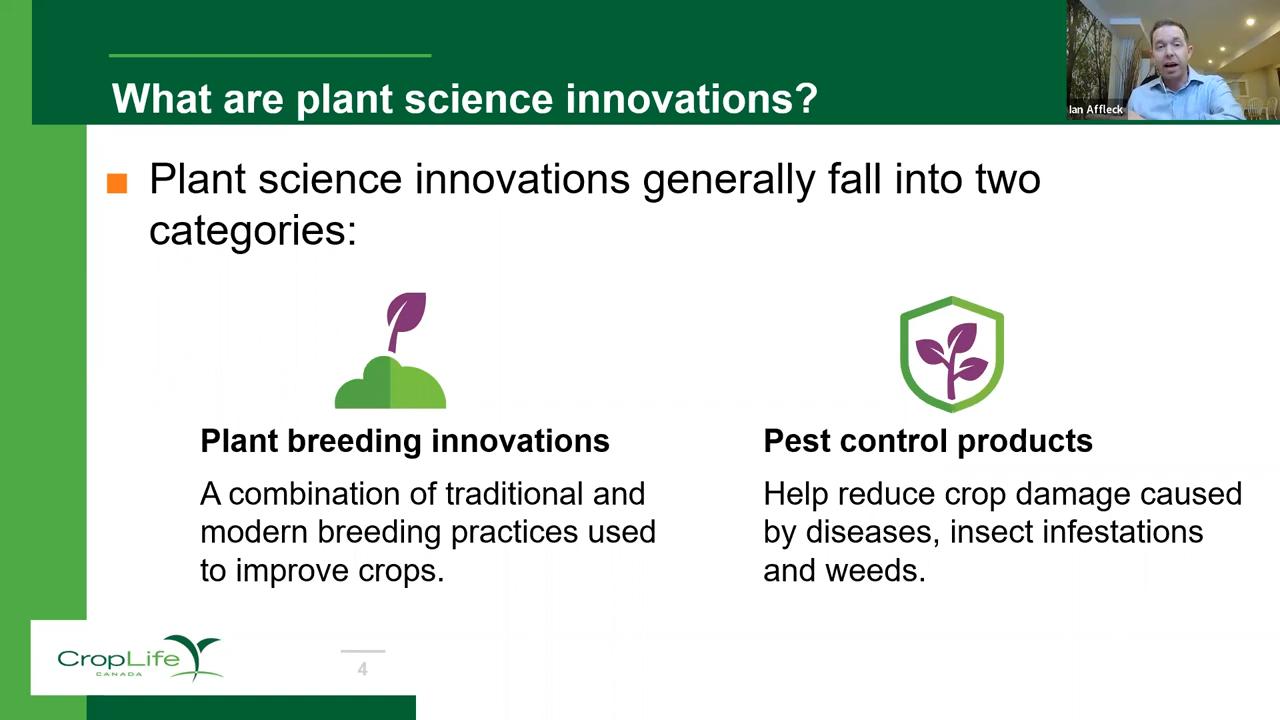 What are plant science innovations?
Ian Affleck
■ Plant science innovations generally fall into two
categories:
Plant breeding innovations
A combination of traditional and
modern breeding practices used
to improve crops.
Pest control products
Help reduce crop damage caused
by diseases, insect infestations
and weeds.
CropLife
CANADA
4